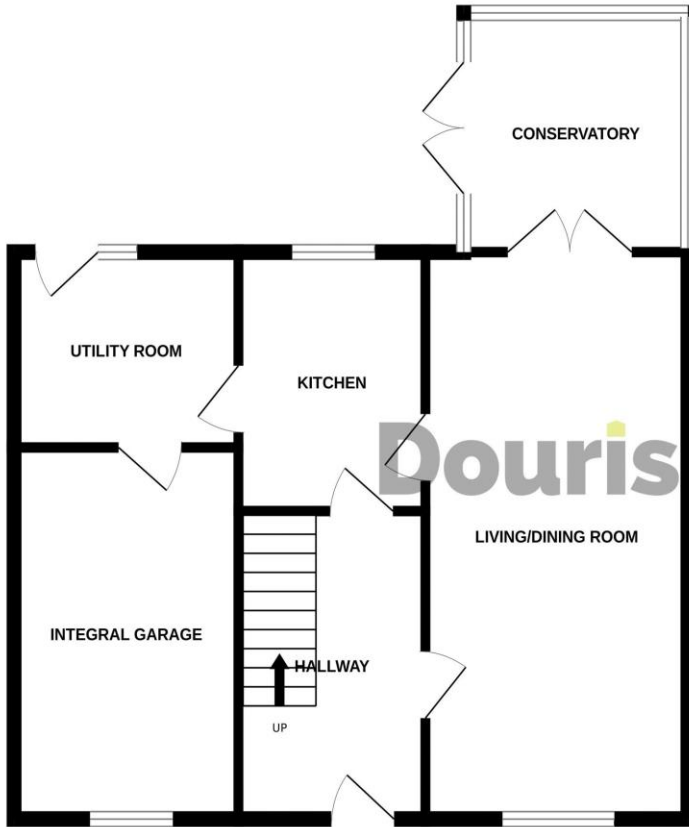 CONSERVATORY
UTILITY ROOM
KITCHEN
Douris
LIVING/DINING ROOM
INTEGRAL GARAGE
HALLWAY
UP